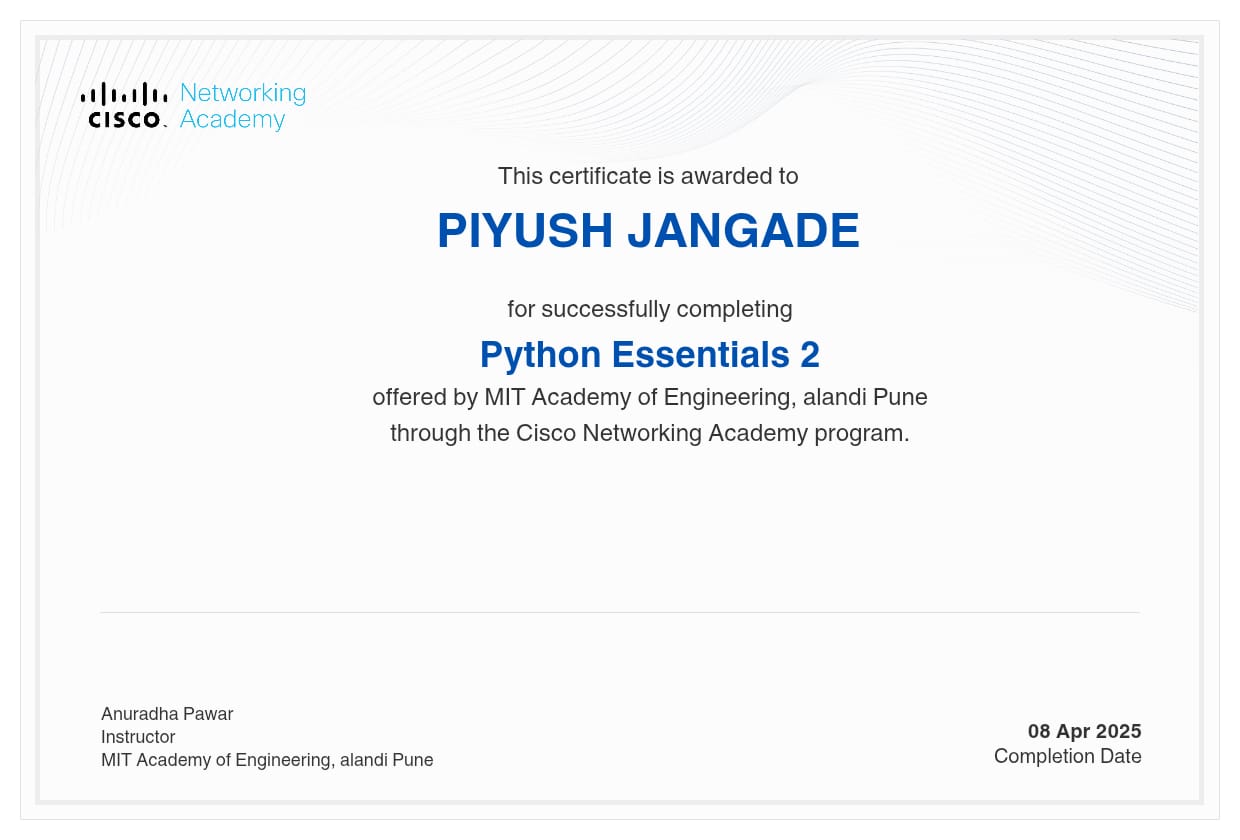 CISCO
Networking
Academy
This certificate is awarded to
PIYUSH JANGADE
for successfully completing
Python Essentials 2
offered by MIT Academy of Engineering, alandi Pune
through the Cisco Networking Academy program.
Anuradha Pawar
Instructor
MIT Academy of Engineering, alandi Pune
08 Apr 2025
Completion Date